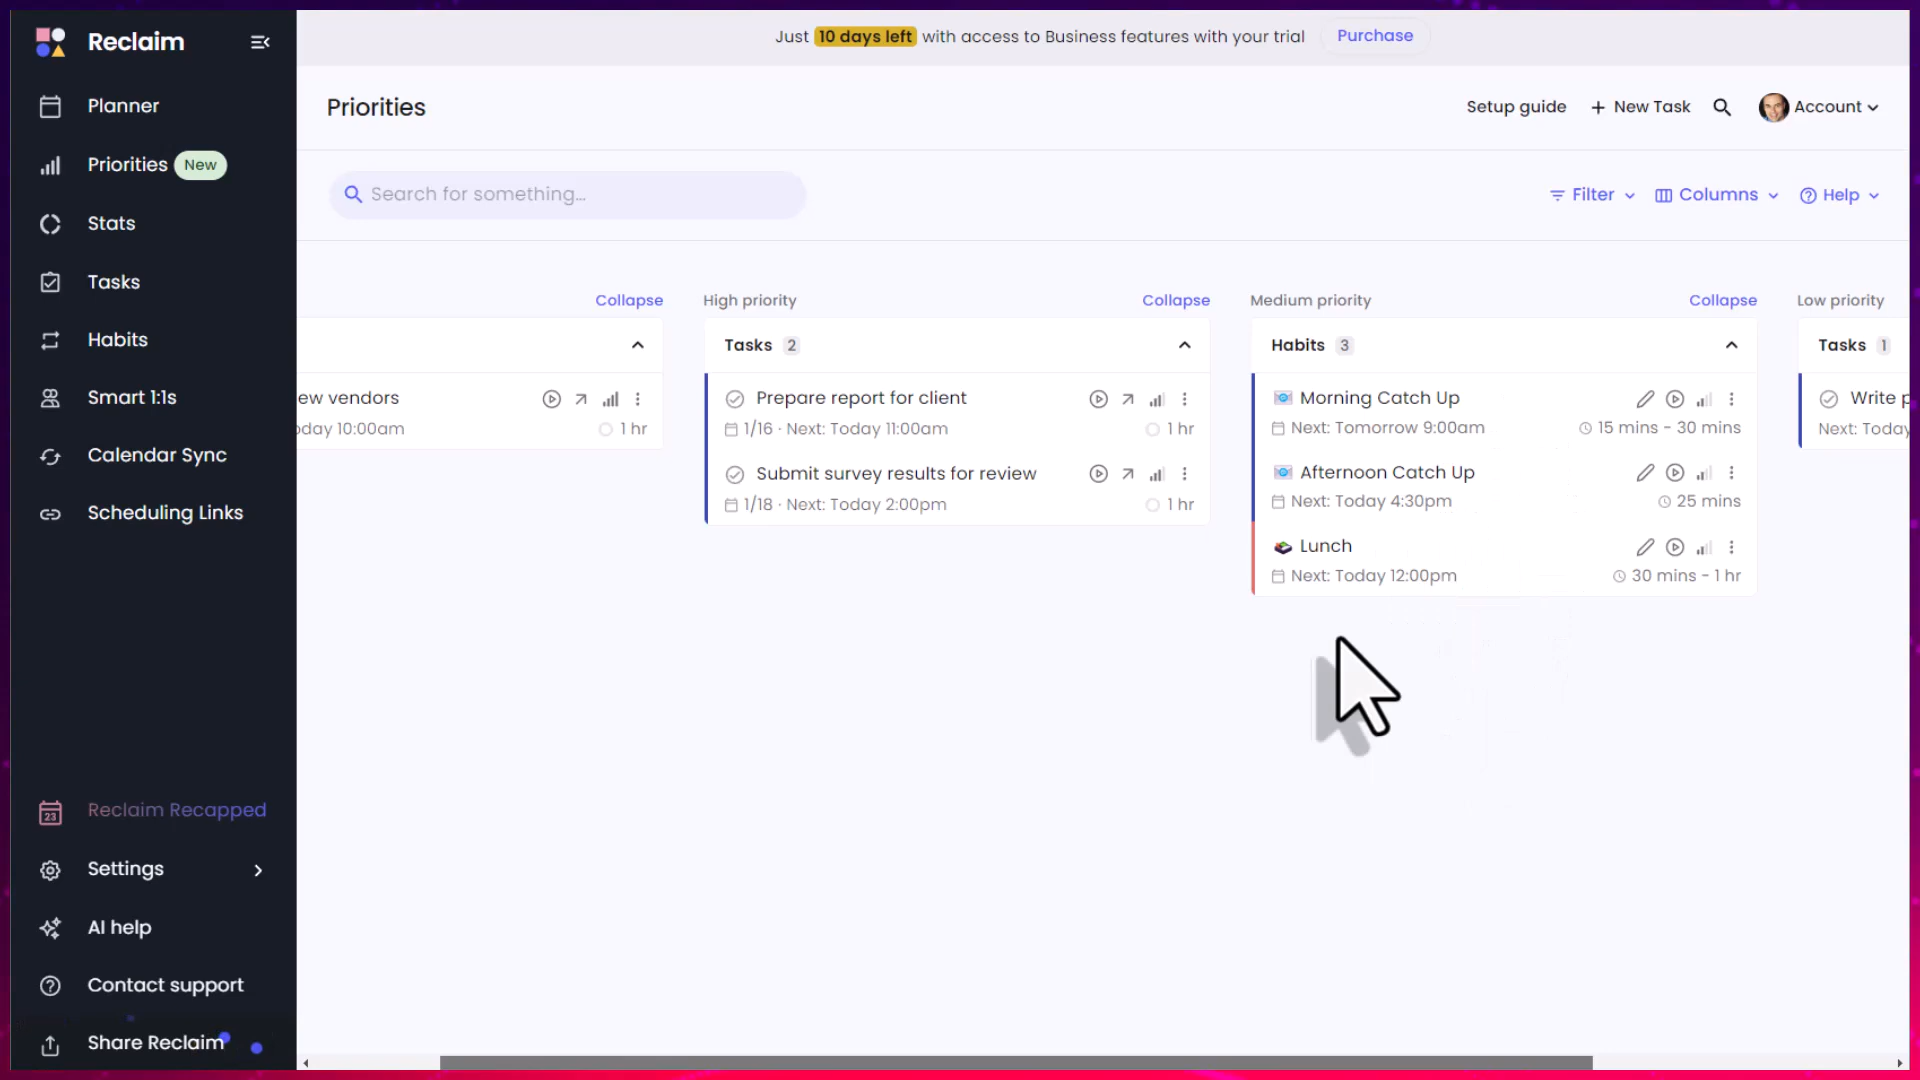 Reclaim
Planner
Priorities New
Stats
Tasks
Habits
Smart 1:1s
Calendar Sync
Scheduling Links
23
Reclaim Recapped
Settings
AI help
Contact support
Share Reclaim
Just 10 days left with access to Business features with your trial Purchase
Priorities
Setup guide + New Task Account
Search for something...
Filter Columns Help
Collapse
ew vendors
day 10:00am 1 hr
High priority Collapse
Tasks 2
Prepare report for client
1/16 · Next: Today 11:00am 1 hr
Submit survey results for review
1/18 · Next: Today 2:00pm 1 hr
Medium priority Collapse
Habits 3
Morning Catch Up
Next: Tomorrow 9:00am 15 mins - 30 mins
Afternoon Catch Up
Next: Today 4:30pm 25 mins
Lunch
Next: Today 12:00pm 30 mins - 1 hr
Low priority
Tasks 1
Write p
Next: Today